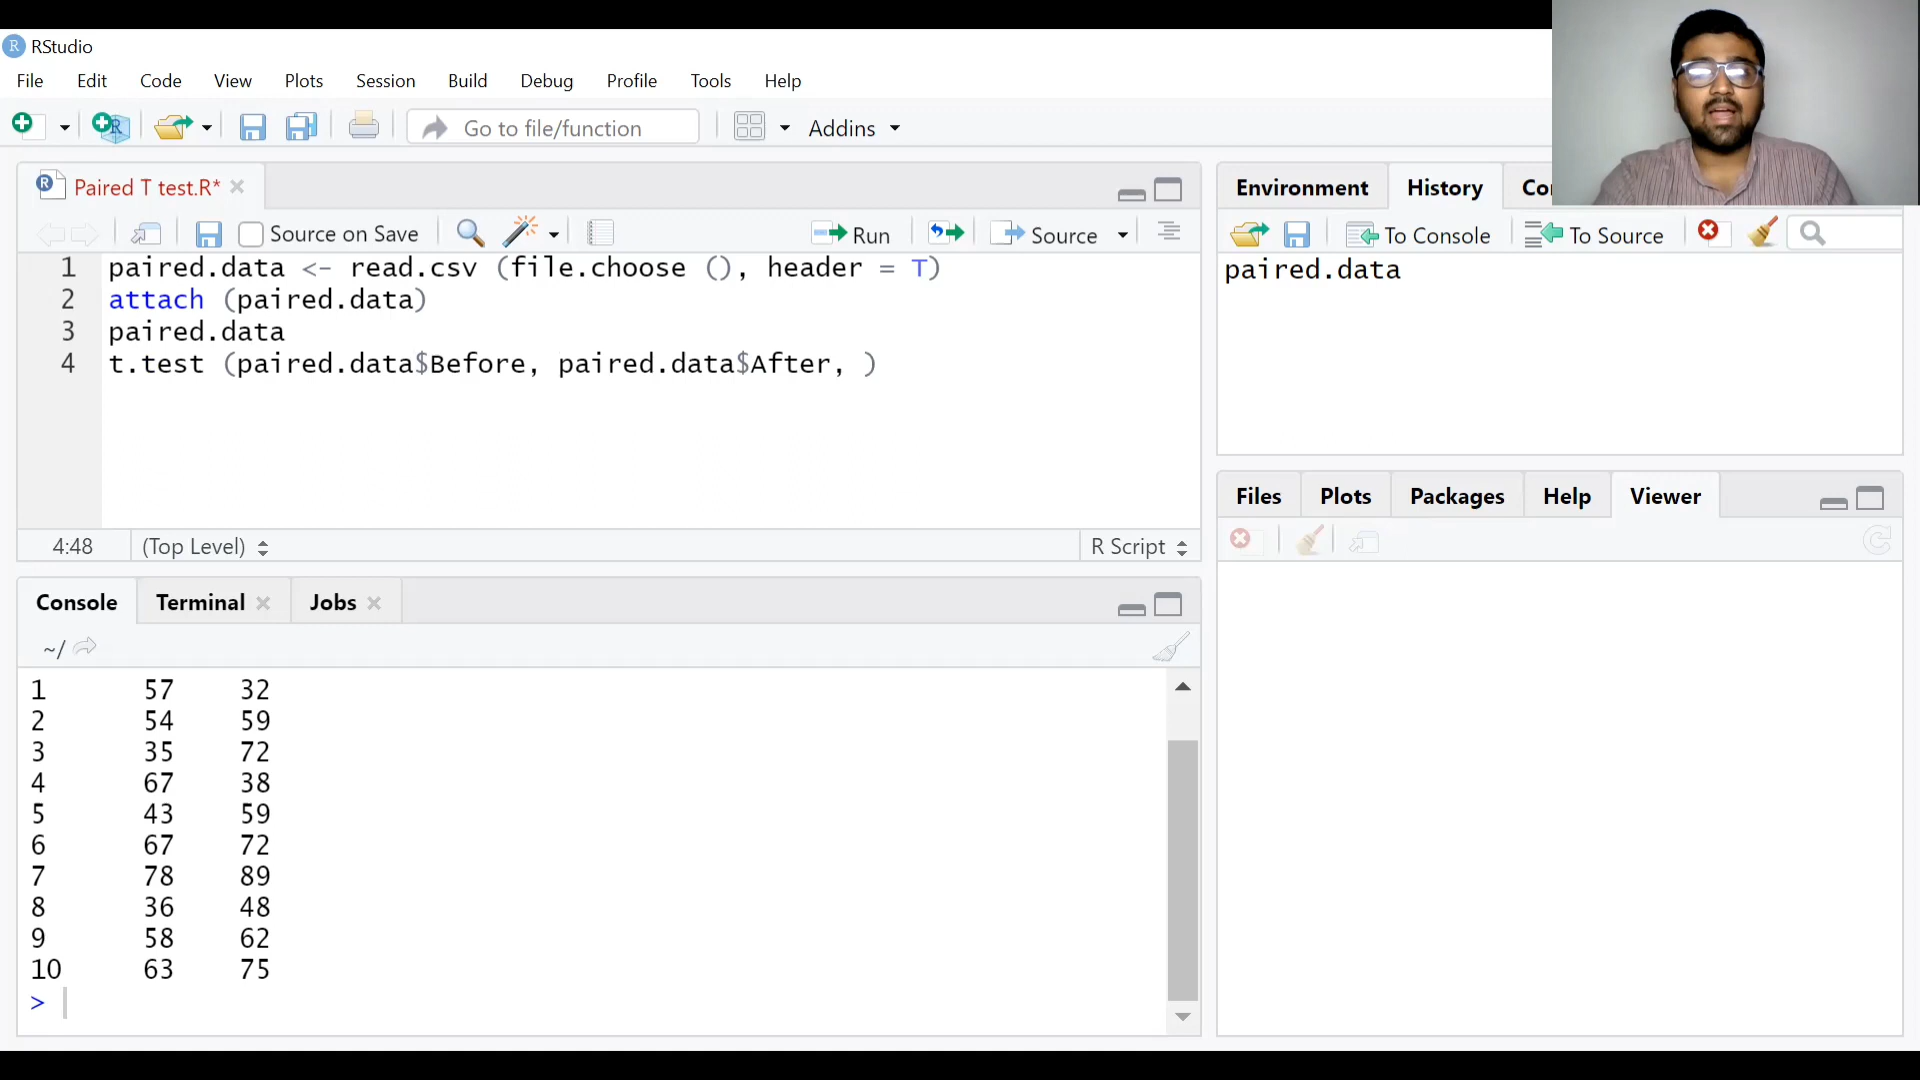 RStudio
File Edit Code View Plots Session Build Debug Profile Tools Help
Go to file/function Addins
Paired T test.R*
Source on Save Run Source
1 paired.data <- read.csv (file.choose (), header = T)
2 attach (paired.data)
3 paired.data
4 t.test (paired.data$Before, paired.data$After, )
4:48 (Top Level) R Script
Console Terminal Jobs
~/
1 57 32
2 54 59
3 35 72
4 67 38
5 43 59
6 67 72
7 78 89
8 36 48
9 58 62
10 63 75
>
Environment History Co
To Console To Source
paired.data
Files Plots Packages Help Viewer